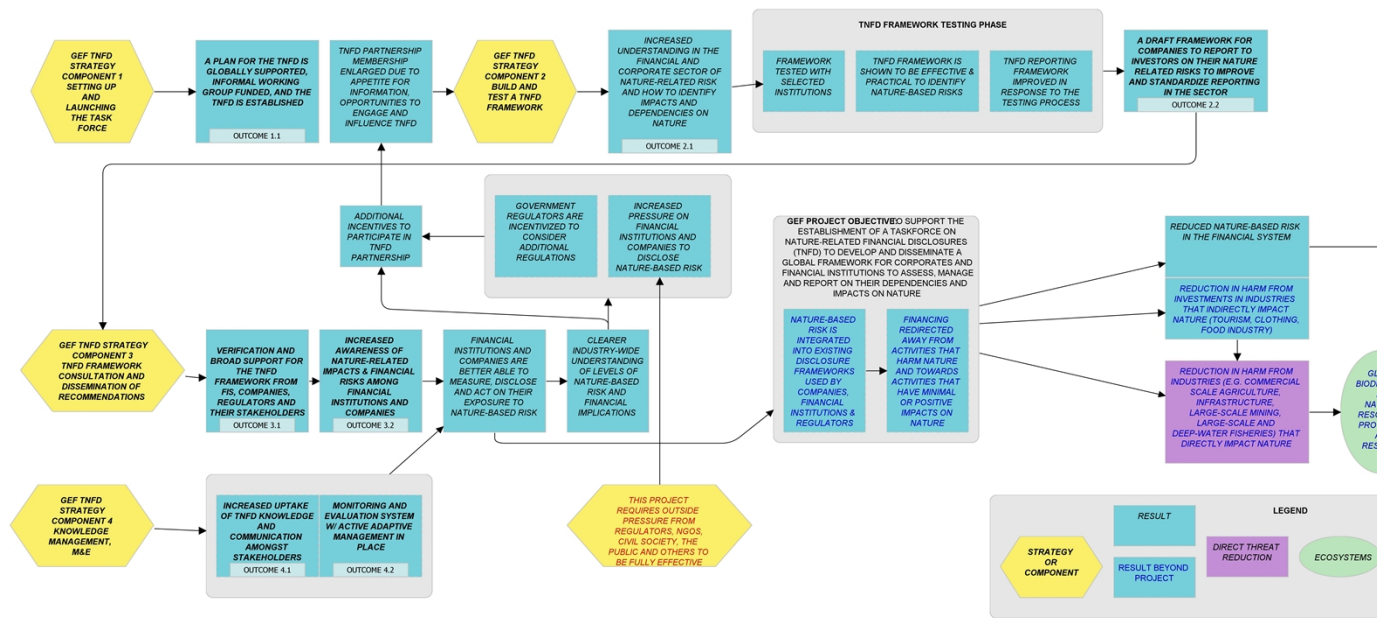 GEF TNFD
STRATEGY
COMPONENT 1
SETTING UP
AND
LAUNCHING
THE TASK
FORCE
A PLAN FOR THE TNFD IS
GLOBALLY SUPPORTED,
INFORMAL WORKING
GROUP FUNDED, AND THE
TNFD IS ESTABLISHED
OUTCOME 1.1
TNFD PARTNERSHIP
MEMBERSHIP
ENLARGED DUE TO
APPETITE FOR
INFORMATION,
OPPORTUNITIES TO
ENGAGE AND
INFLUENCE TNFD
GEF TNFD
STRATEGY
COMPONENT 2
BUILD AND
TEST A TNFD
FRAMEWORK
INCREASED
UNDERSTANDING IN THE
FINANCIAL AND
CORPORATE SECTOR OF
NATURE-RELATED RISK
AND HOW TO IDENTIFY
IMPACTS AND
DEPENDENCIES ON
NATURE
OUTCOME 2.1
TNFD FRAMEWORK TESTING PHASE
FRAMEWORK
TESTED WITH
SELECTED
INSTITUTIONS
TNFD FRAMEWORK IS
SHOWN TO BE EFFECTIVE &
PRACTICAL TO IDENTIFY
NATURE-BASED RISKS
TNFD REPORTING
FRAMEWORK
IMPROVED IN
RESPONSE TO THE
TESTING PROCESS
A DRAFT FRAMEWORK FOR
COMPANIES TO REPORT TO
INVESTORS ON THEIR NATURE
RELATED RISKS TO IMPROVE
AND STANDARDIZE REPORTING
IN THE SECTOR
OUTCOME 2.2
ADDITIONAL
INCENTIVES TO
PARTICIPATE IN
TNFD
PARTNERSHIP
GOVERNMENT
REGULATORS ARE
INCENTIVIZED TO
CONSIDER
ADDITIONAL
REGULATIONS
INCREASED
PRESSURE ON
FINANCIAL
INSTITUTIONS AND
COMPANIES TO
DISCLOSE
NATURE-BASED RISK
GEF PROJECT OBJECTIVE: TO SUPPORT THE
ESTABLISHMENT OF A TASKFORCE ON
NATURE-RELATED FINANCIAL DISCLOSURES
(TNFD) TO DEVELOP AND DISSEMINATE A
GLOBAL FRAMEWORK FOR CORPORATES AND
FINANCIAL INSTITUTIONS TO ASSESS, MANAGE
AND REPORT ON THEIR DEPENDENCIES AND
IMPACTS ON NATURE
NATURE-BASED
RISK IS
INTEGRATED
INTO EXISTING
DISCLOSURE
FRAMEWORKS
USED BY
COMPANIES,
FINANCIAL
INSTITUTIONS &
REGULATORS
FINANCING
REDIRECTED
AWAY FROM
ACTIVITIES THAT
HARM NATURE
AND TOWARDS
ACTIVITIES THAT
HAVE MINIMAL
OR POSITIVE
IMPACTS ON
NATURE
REDUCED NATURE-BASED RISK
IN THE FINANCIAL SYSTEM
REDUCTION IN HARM FROM
INVESTMENTS IN INDUSTRIES
THAT INDIRECTLY IMPACT
NATURE (TOURISM, CLOTHING,
FOOD INDUSTRY)
REDUCTION IN HARM FROM
INDUSTRIES (E.G. COMMERCIAL
SCALE AGRICULTURE,
INFRASTRUCTURE,
LARGE-SCALE MINING,
LARGE-SCALE AND
DEEP-WATER FISHERIES) THAT
DIRECTLY IMPACT NATURE
GEF TNFD STRATEGY
COMPONENT 3
TNFD FRAMEWORK
CONSULTATION AND
DISSEMINATION OF
RECOMMENDATIONS
VERIFICATION AND
BROAD SUPPORT FOR
THE TNFD
FRAMEWORK FROM
FIS, COMPANIES,
REGULATORS AND
THEIR STAKEHOLDERS
OUTCOME 3.1
INCREASED
AWARENESS OF
NATURE-RELATED
IMPACTS & FINANCIAL
RISKS AMONG
FINANCIAL
INSTITUTIONS AND
COMPANIES
OUTCOME 3.2
FINANCIAL
INSTITUTIONS AND
COMPANIES ARE
BETTER ABLE TO
MEASURE, DISCLOSE
AND ACT ON THEIR
EXPOSURE TO
NATURE-BASED RISK
CLEARER
INDUSTRY-WIDE
UNDERSTANDING
OF LEVELS OF
NATURE-BASED
RISK AND
FINANCIAL
IMPLICATIONS
GEF TNFD
STRATEGY
COMPONENT 4
KNOWLEDGE
MANAGEMENT,
M&E
INCREASED UPTAKE
OF TNFD KNOWLEDGE
AND
COMMUNICATION
AMONGST
STAKEHOLDERS
OUTCOME 4.1
MONITORING AND
EVALUATION SYSTEM
W/ ACTIVE ADAPTIVE
MANAGEMENT IN
PLACE
OUTCOME 4.2
THIS PROJECT
REQUIRES OUTSIDE
PRESSURE FROM
REGULATORS, NGOS,
CIVIL SOCIETY, THE
PUBLIC AND OTHERS TO
BE FULLY EFFECTIVE
LEGEND
STRATEGY
OR
COMPONENT
RESULT
RESULT BEYOND
PROJECT
DIRECT THREAT
REDUCTION
ECOSYSTEMS